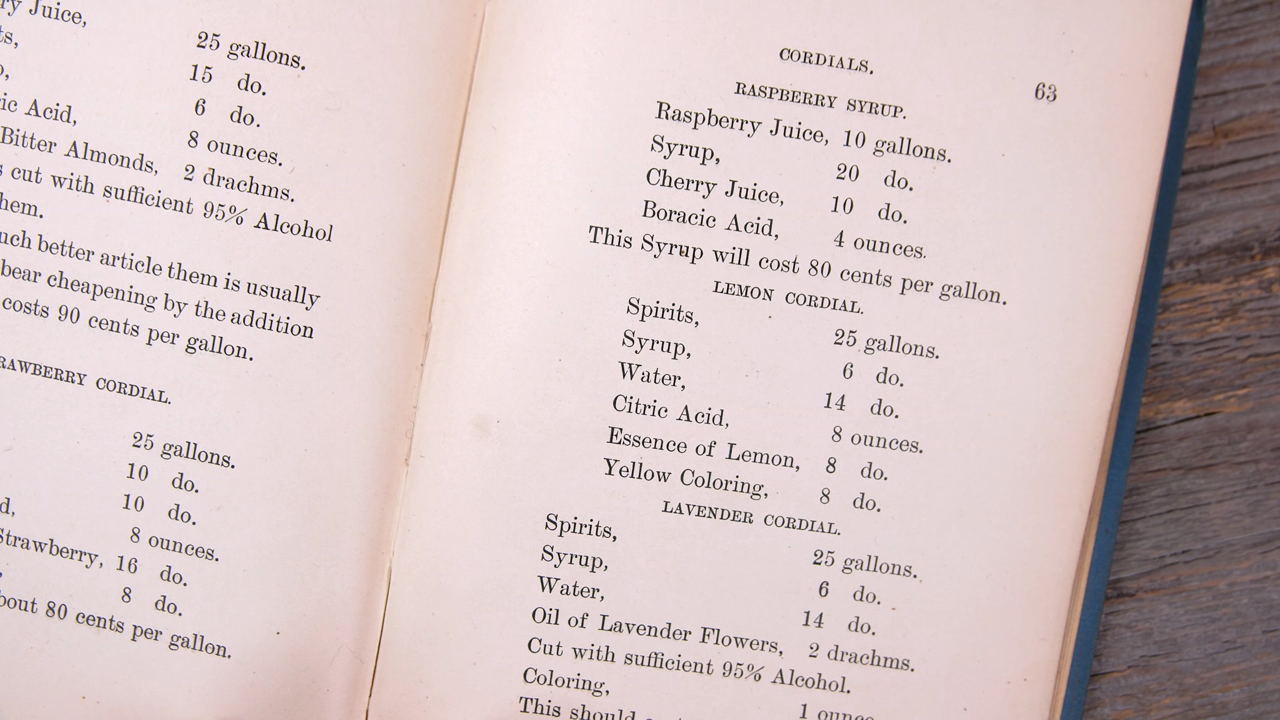 ry Juice, 25 gallons.
ts, 15 do.
o, 6 do.
ic Acid, 8 ounces.
Bitter Almonds, 2 drachms.
s cut with sufficient 95% Alcohol
hem.
uch better article them is usually
bear cheapening by the addition
costs 90 cents per gallon.
RAWBERRY CORDIAL.
25 gallons.
10 do.
10 do.
d, 8 ounces.
Strawberry, 16 do.
, 8 do.
bout 80 cents per gallon.
CORDIALS. 63
RASPBERRY SYRUP.
Raspberry Juice, 10 gallons.
Syrup, 20 do.
Cherry Juice, 10 do.
Boracic Acid, 4 ounces.
This Syrup will cost 80 cents per gallon.
LEMON CORDIAL.
Spirits, 25 gallons.
Syrup, 6 do.
Water, 14 do.
Citric Acid, 8 ounces.
Essence of Lemon, 8 do.
Yellow Coloring, 8 do.
LAVENDER CORDIAL.
Spirits, 25 gallons.
Syrup, 6 do.
Water, 14 do.
Oil of Lavender Flowers, 2 drachms.
Cut with sufficient 95% Alcohol.
Coloring, 1 ounce
This should